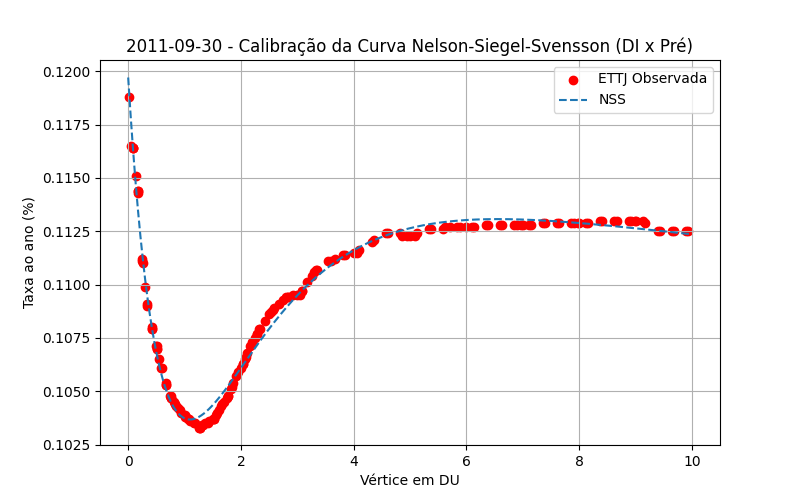 2011-09-30 - Calibração da Curva Nelson-Siegel-Svensson (DI x Pré)
ETTJ Observada
NSS
Taxa ao ano (%)
0.1200
0.1175
0.1150
0.1125
0.1100
0.1075
0.1050
0.1025
0 2 4 6 8 10
Vértice em DU